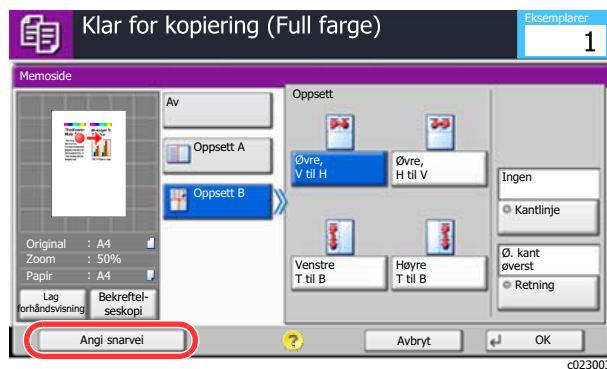 Klar for kopiering (Full farge)
Eksemplarer
1
Memoside
Av
Oppsett A
Oppsett B
Oppsett
Øvre,
V til H
Øvre,
H til V
Venstre
T til B
Høyre
T til B
Ingen
Kantlinje
Ø. kant
øverst
Retning
Original : A4
Zoom : 50%
Papir : A4
Lag
forhåndsvisning
Bekreftel-
seskopi
Angi snarvei
?
Avbryt
OK